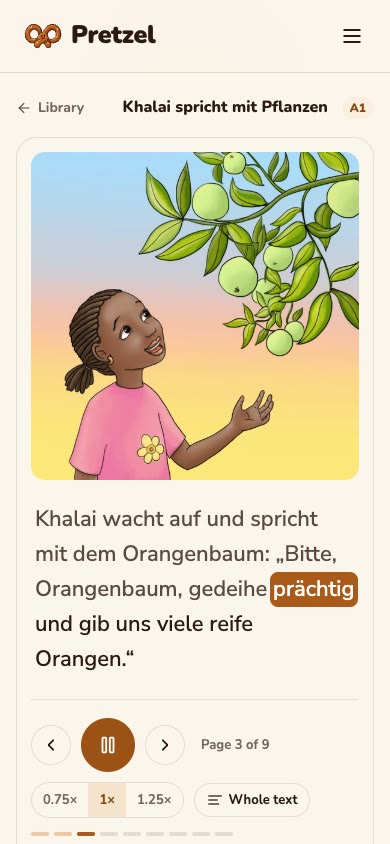 Pretzel
Library
Khalai spricht mit Pflanzen
A1
Khalai wacht auf und spricht
mit dem Orangenbaum: „Bitte,
Orangenbaum, gedeihe prächtig
und gib uns viele reife
Orangen.“
Page 3 of 9
0.75×
1×
1.25×
Whole text